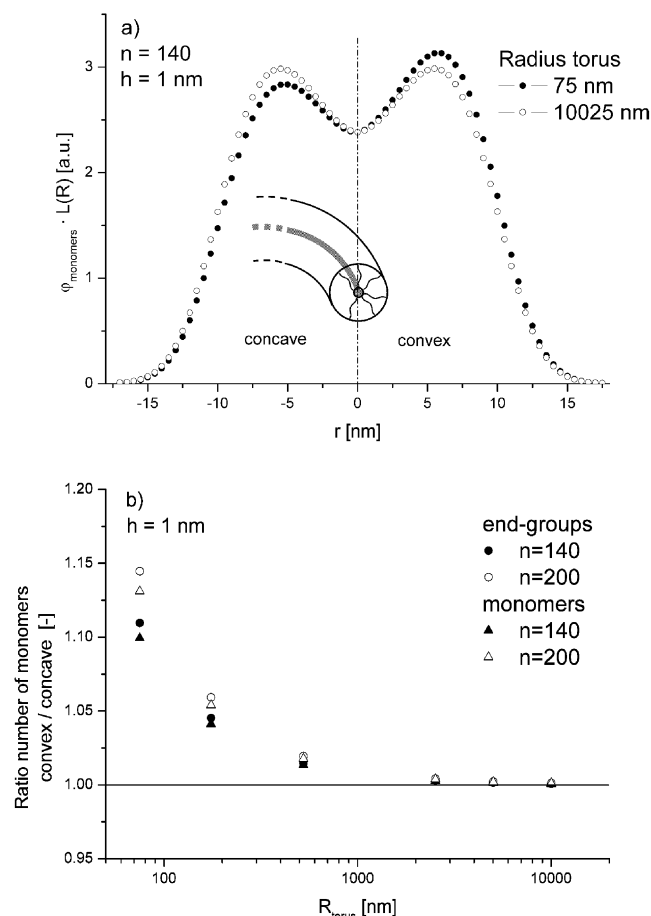 a)
n = 140
h = 1 nm
Radius torus
75 nm
10025 nm
φmonomers · L(R) [a.u.]
3
2
1
0
concave
convex
-15 -10 -5 0 5 10 15
r [nm]
b)
h = 1 nm
end-groups
n=140
n=200
monomers
n=140
n=200
Ratio number of monomers
convex / concave [-]
1.20
1.15
1.10
1.05
1.00
0.95
100 1000 10000
Rtorus [nm]